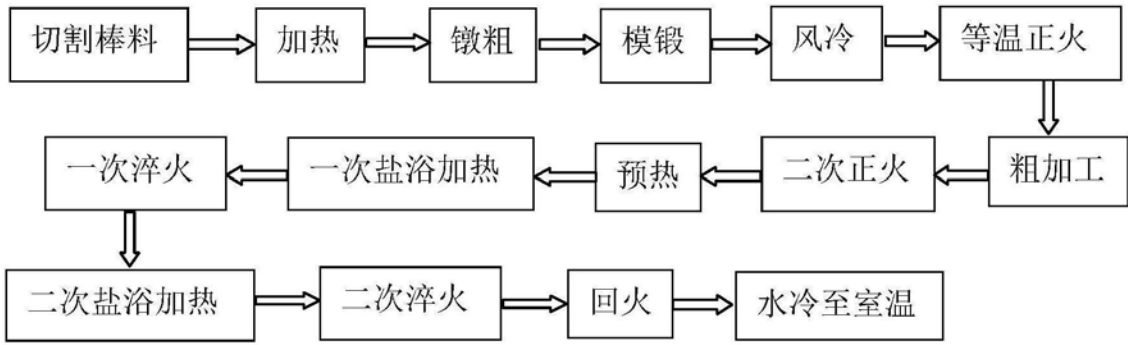 切割棒料
加热
镦粗
模锻
风冷
等温正火
粗加工
二次正火
预热
一次盐浴加热
一次淬火
二次盐浴加热
二次淬火
回火
水冷至室温